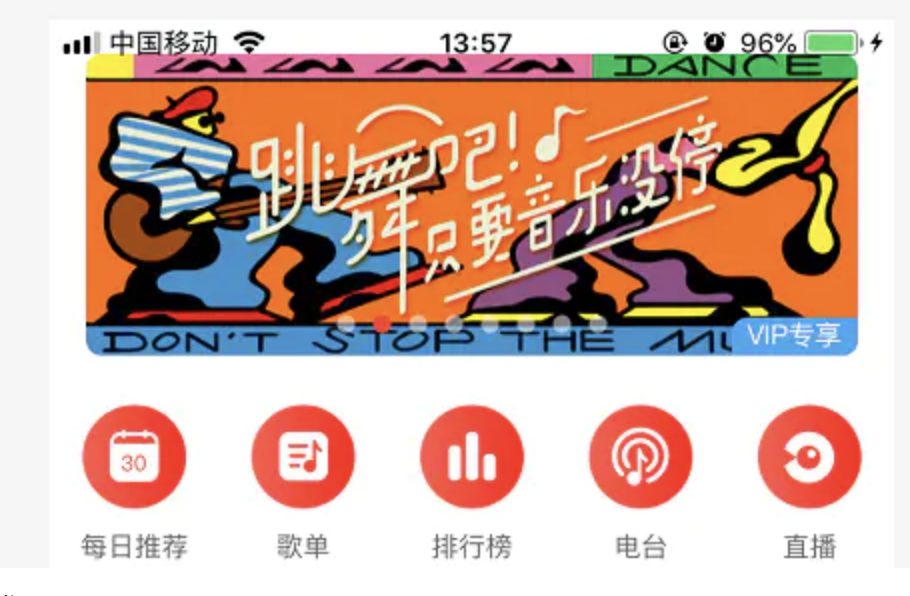 中国移动 13:57 96%
DANCE
跳舞吧!
只要音乐没停
DON'T STOP THE
VIP专享
30
每日推荐 歌单 排行榜 电台 直播